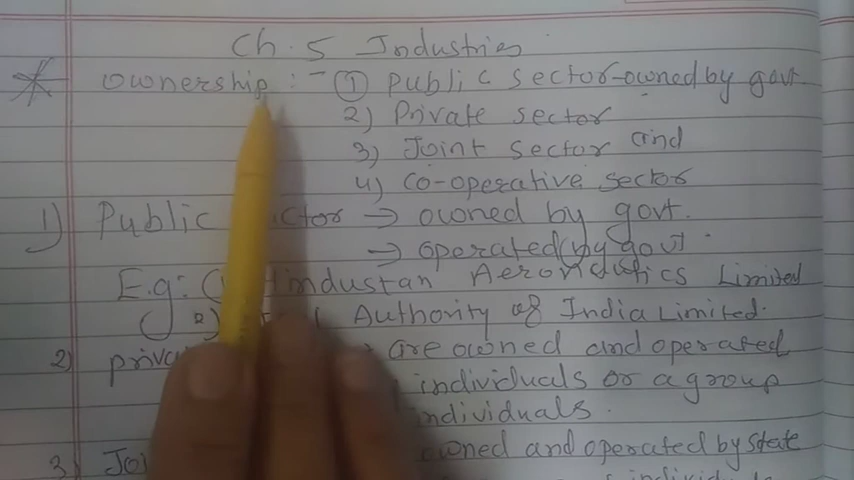 Ch. 5 Industries
* Ownership :- ① Public sector-owned by govt
2) Private sector
3) Joint sector and
4) Co-operative sector
1) Public → owned by govt.
→ operated by govt.
E.g: Hindustan Aeronautics Limited
2) Authority of India Limited.
2) are owned and operated
individuals or a group
individuals.
3) owned and operated by state